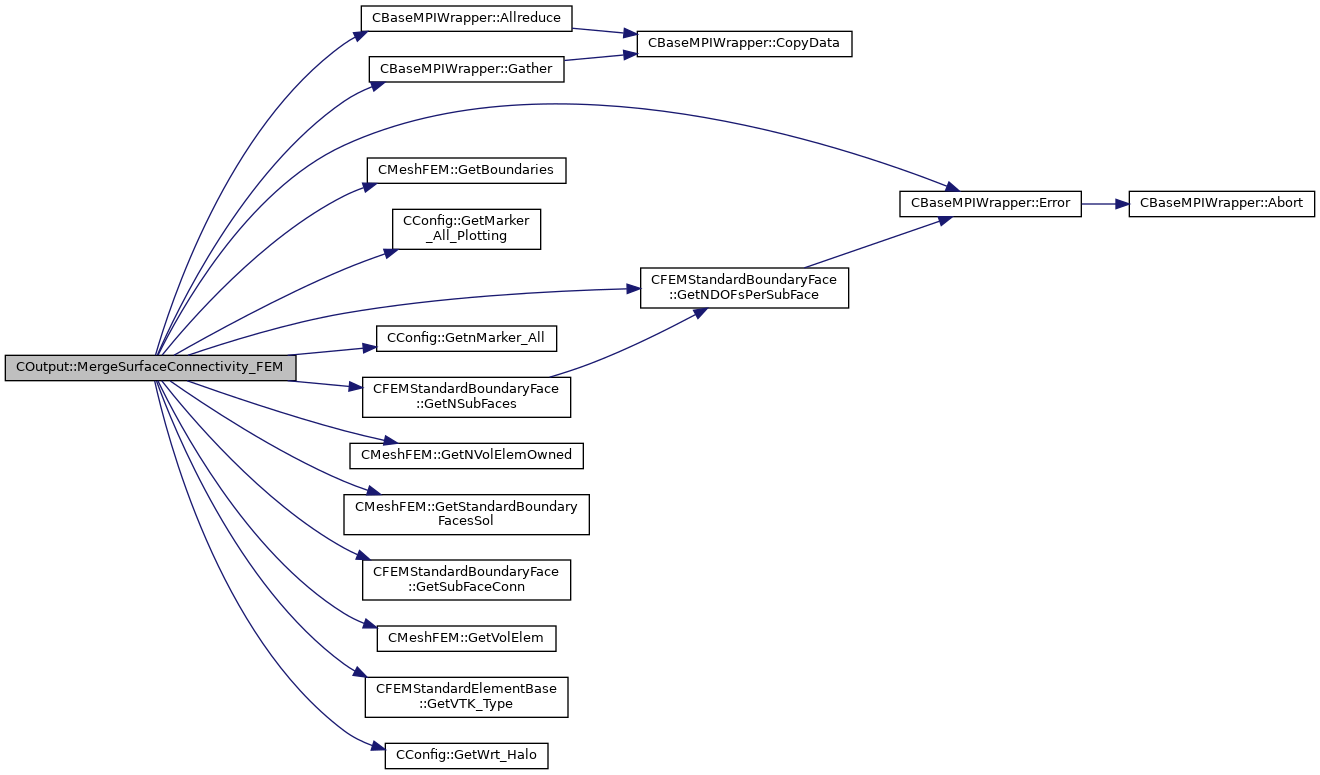 CBaseMPIWrapper::Allreduce
CBaseMPIWrapper::CopyData
CBaseMPIWrapper::Gather
CMeshFEM::GetBoundaries
CBaseMPIWrapper::Error
CBaseMPIWrapper::Abort
CConfig::GetMarker
_All_Plotting
CFEMStandardBoundaryFace
::GetNDOFsPerSubFace
CConfig::GetnMarker_All
COutput::MergeSurfaceConnectivity_FEM
CFEMStandardBoundaryFace
::GetNSubFaces
CMeshFEM::GetNVolElemOwned
CMeshFEM::GetStandardBoundary
FacesSol
CFEMStandardBoundaryFace
::GetSubFaceConn
CMeshFEM::GetVolElem
CFEMStandardElementBase
::GetVTK_Type
CConfig::GetWrt_Halo